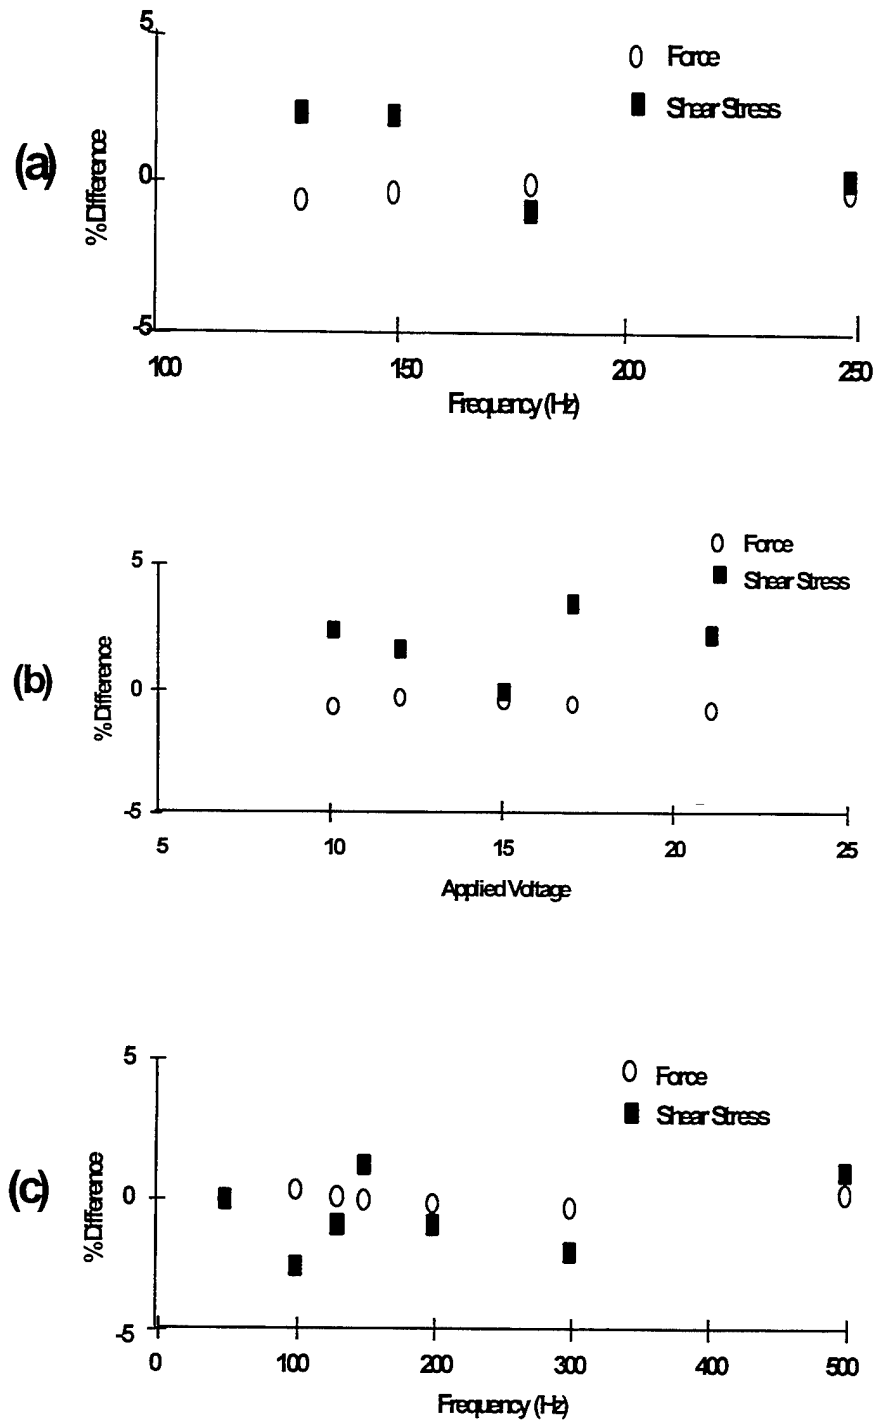 5
Force
Shear Stress
(a)
% Difference
0
-5
100 150 200 250
Frequency (Hz)
Force
Shear Stress
5
(b)
% Difference
0
-5
5 10 15 20 25
Applied Voltage
5
Force
Shear Stress
(c)
% Difference
0
-5
0 100 200 300 400 500
Frequency (Hz)